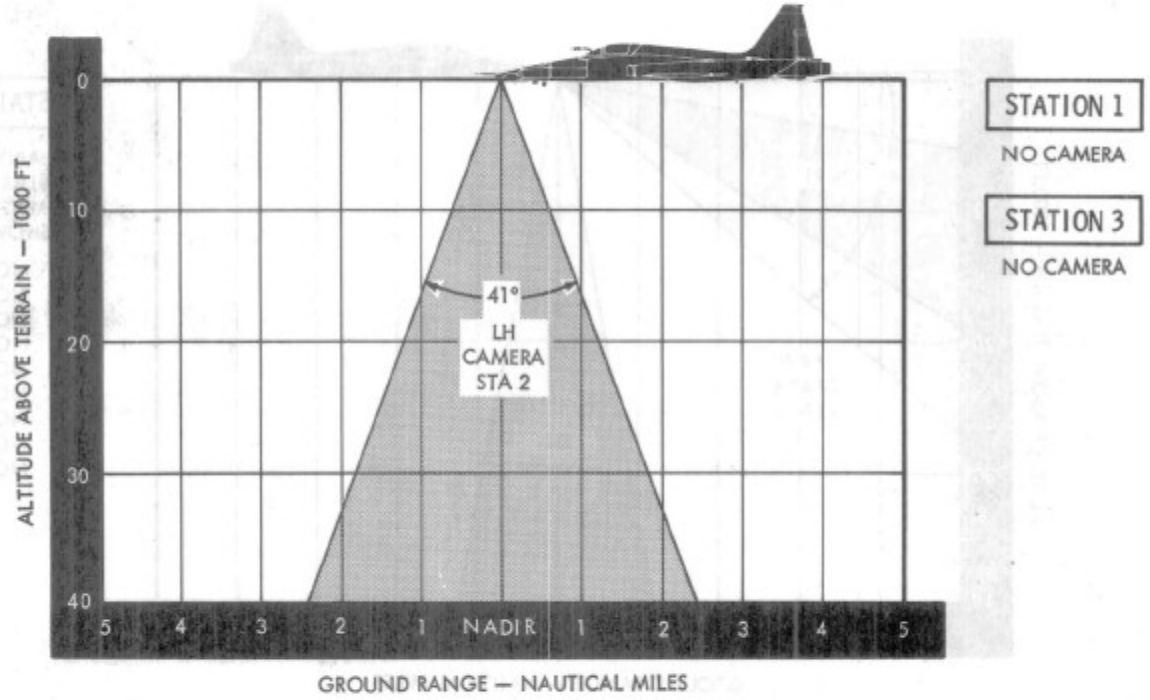 STATION 1
NO CAMERA
STATION 3
NO CAMERA
ALTITUDE ABOVE TERRAIN — 1000 FT
0
10
20
30
40
41°
LH
CAMERA
STA 2
5 4 3 2 1 NADIR 1 2 3 4 5
GROUND RANGE — NAUTICAL MILES